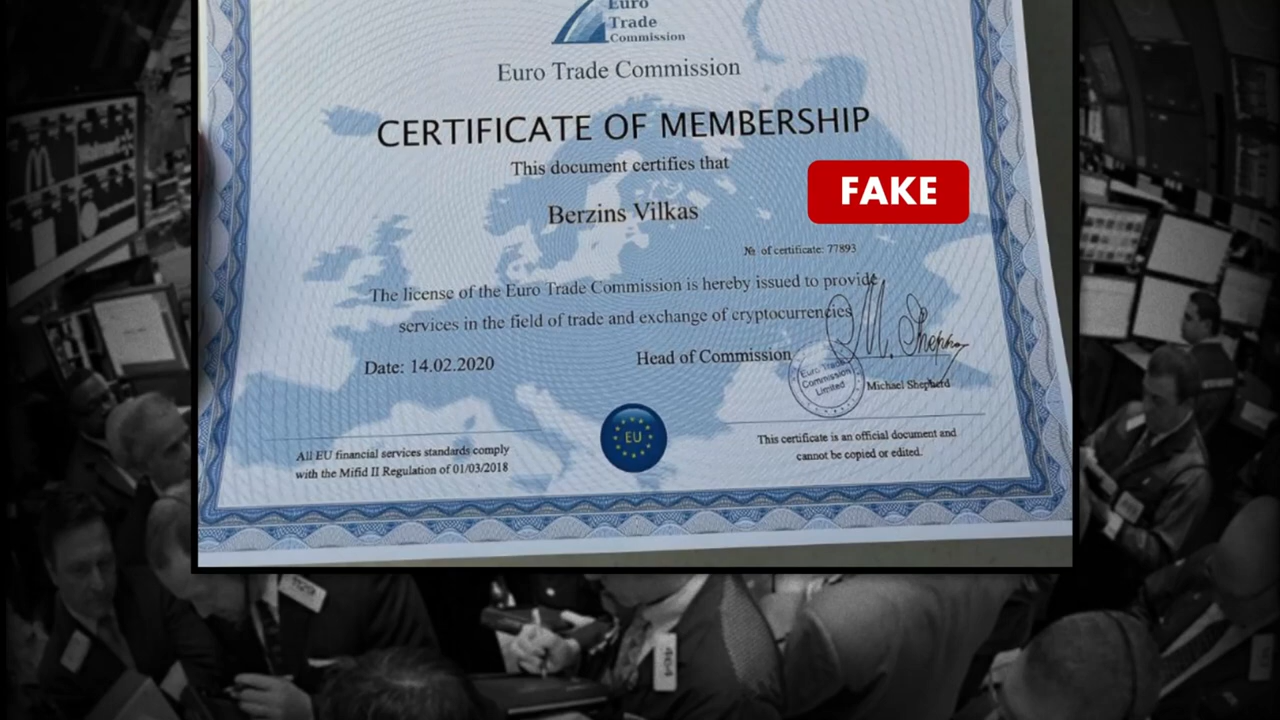 Euro
Trade
Commission
Euro Trade Commission
CERTIFICATE OF MEMBERSHIP
This document certifies that
FAKE
Berzins Vilkas
№ of certificate: 77893
The license of the Euro Trade Commission is hereby issued to provide
services in the field of trade and exchange of cryptocurrencies
Date: 14.02.2020
Head of Commission
M. Shepher
Euro Trade
Commission
Limited
Michael Shepherd
EU
All EU financial services standards comply
with the Mifid II Regulation of 01/03/2018
This certificate is an official document and
cannot be copied or edited.